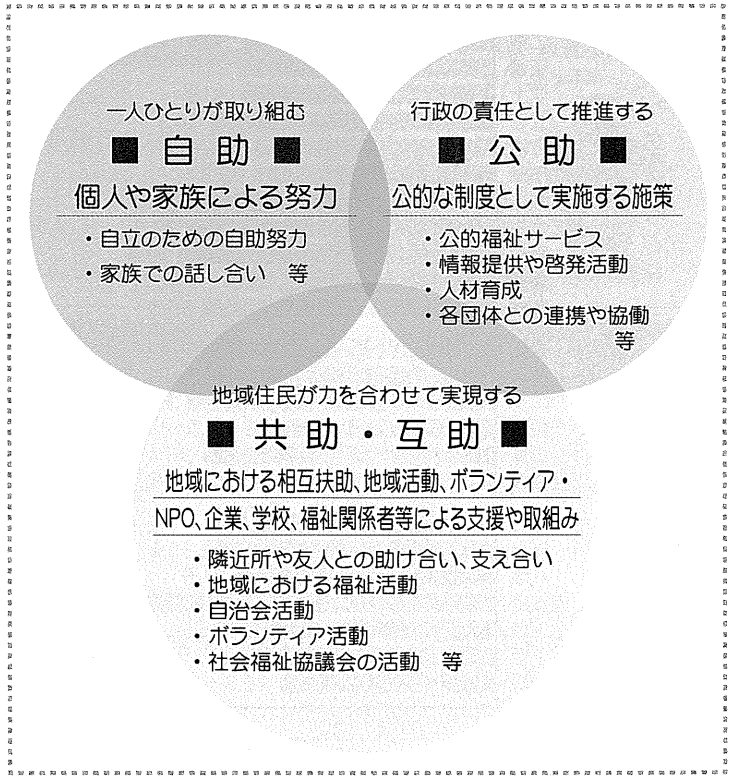 一人ひとりが取り組む
■ 自 助 ■
個人や家族による努力
・自立のための自助努力
・家族での話し合い 等
行政の責任として推進する
■ 公 助 ■
公的な制度として実施する施策
・公的福祉サービス
・情報提供や啓発活動
・人材育成
・各団体との連携や協働
等
地域住民が力を合わせて実現する
■ 共 助 ・ 互 助 ■
地域における相互扶助、地域活動、ボランティア・
NPO、企業、学校、福祉関係者等による支援や取組み
・隣近所や友人との助け合い、支え合い
・地域における福祉活動
・自治会活動
・ボランティア活動
・社会福祉協議会の活動 等